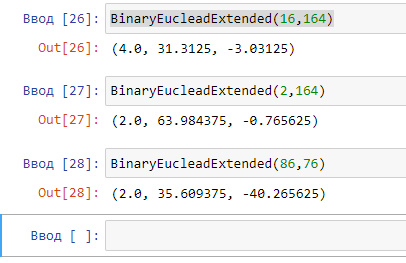 Ввод [26]: BinaryEucleadExtended(16,164)
Out[26]: (4.0, 31.3125, -3.03125)
Ввод [27]: BinaryEucleadExtended(2,164)
Out[27]: (2.0, 63.984375, -0.765625)
Ввод [28]: BinaryEucleadExtended(86,76)
Out[28]: (2.0, 35.609375, -40.265625)
Ввод [ ]: